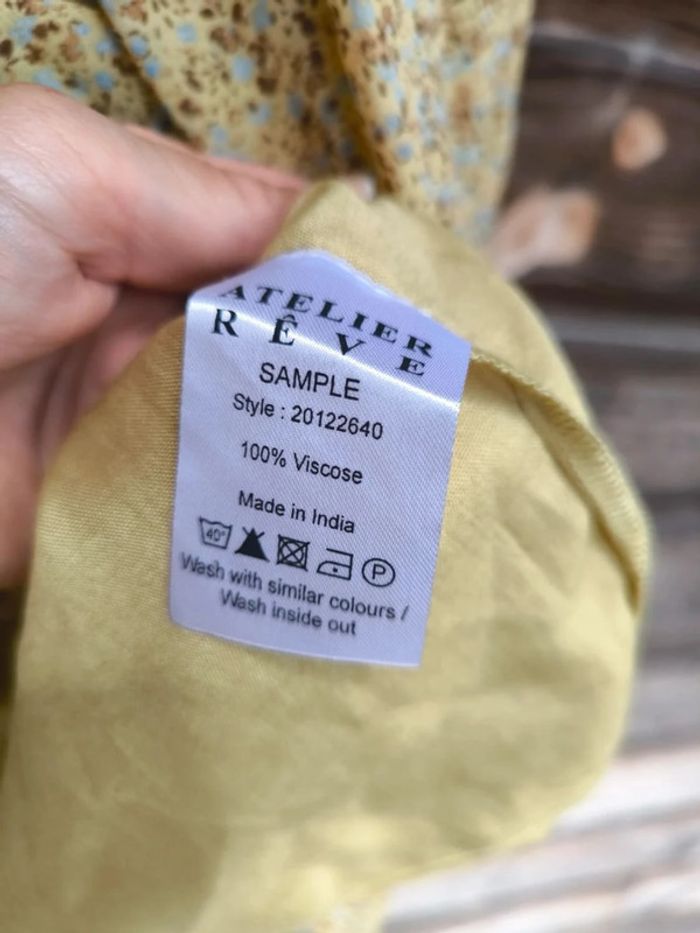 ATELIER
RÊVE
SAMPLE
Style : 20122640
100% Viscose
Made in India
40° P
Wash with similar colours /
Wash inside out